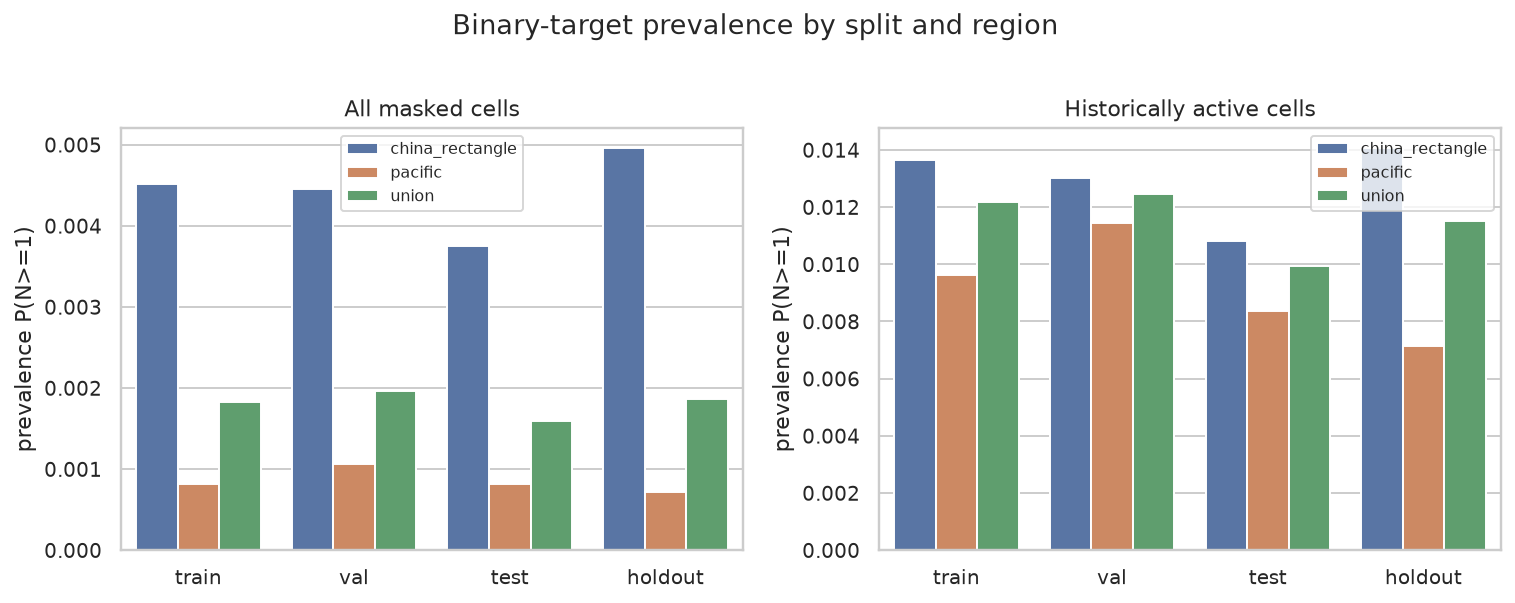 Binary-target prevalence by split and region
All masked cells
prevalence P(N>=1)
0.005
0.004
0.003
0.002
0.001
0.000
china_rectangle
pacific
union
train val test holdout
Historically active cells
prevalence P(N>=1)
0.014
0.012
0.010
0.008
0.006
0.004
0.002
0.000
china_rectangle
pacific
union
train val test holdout